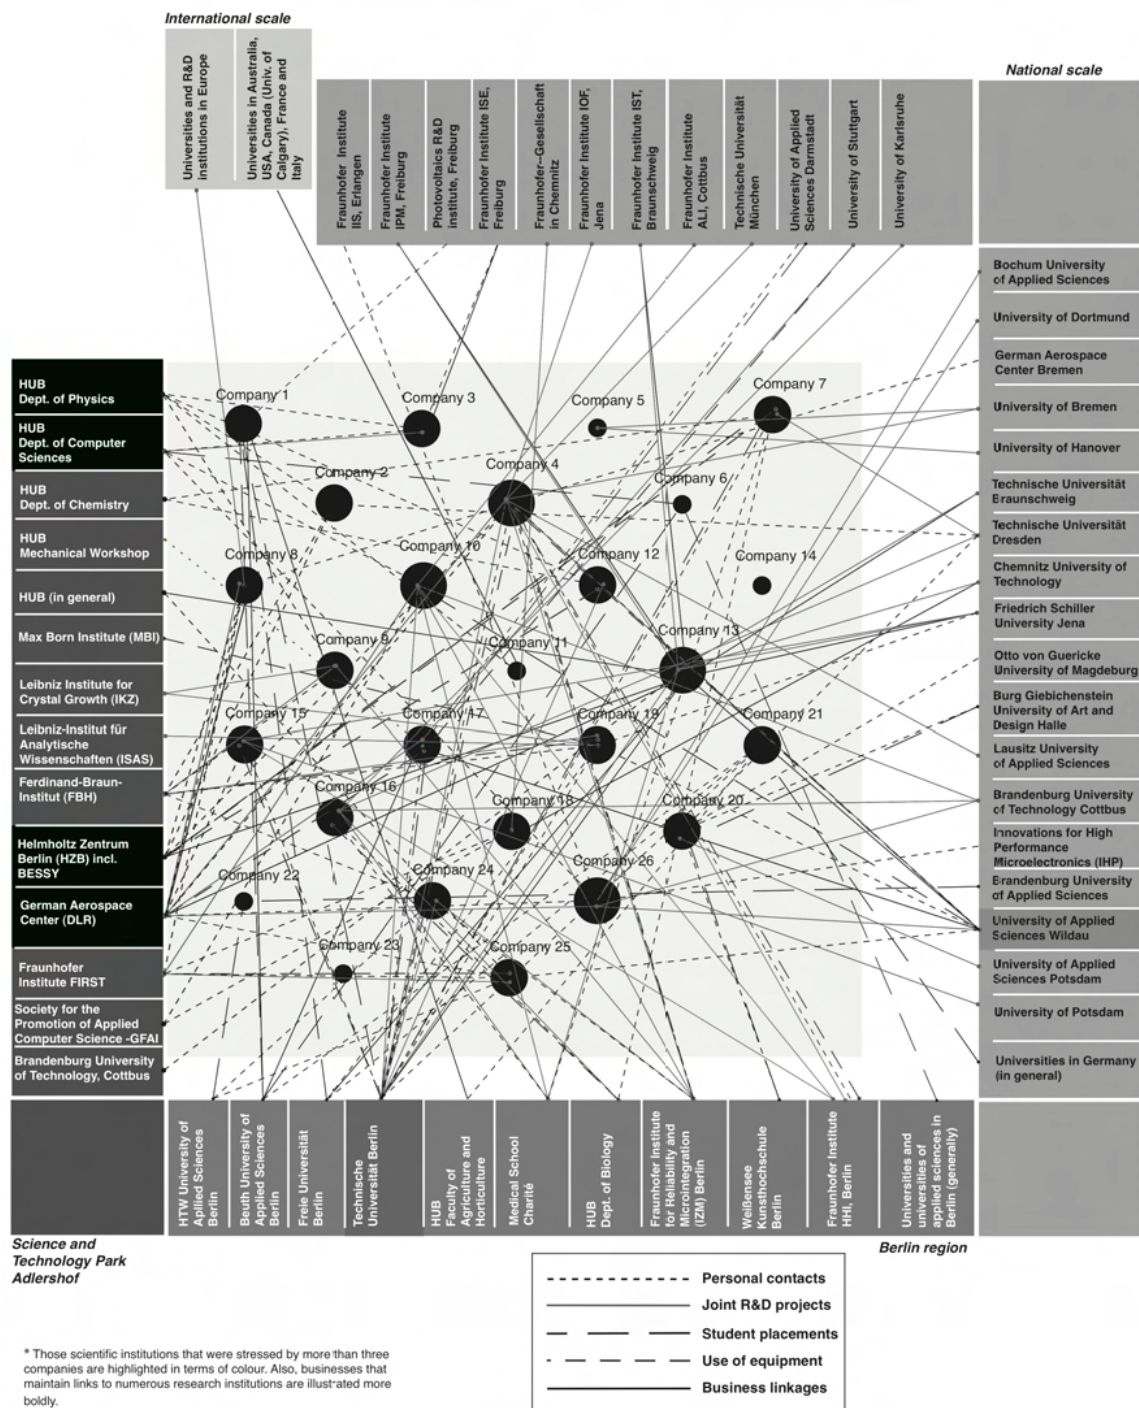 International scale
Universities and R&D
institutions in Europe
Universities in Australia,
USA, Canada (Univ. of
Calgary), France and
Italy
National scale
Fraunhofer Institute
IIS, Erlangen
Fraunhofer Institute
IPM, Freiburg
Photovoltaics R&D
institute, Freiburg
Fraunhofer Institute ISE,
Freiburg
Fraunhofer--Gesellschaft
in Chemnitz
Fraunhofer Institute IOF,
Jena
Fraunhofer Institute IST,
Braunschweig
Fraunhofer Institute
ALI, Cottbus
Technische Universität
München
University of Applied
Sciences Darmstadt
University of Stuttgart
University of Karlsruhe
Bochum University
of Applied Sciences
University of Dortmund
German Aerospace
Center Bremen
University of Bremen
University of Hanover
Technische Universität
Braunschweig
Technische Universität
Dresden
Chemnitz University of
Technology
Friedrich Schiller
University Jena
Otto von Guericke
University of Magdeburg
Burg Giebichenstein
University of Art and
Design Halle
Lausitz University
of Applied Sciences
Brandenburg University
of Technology Cottbus
Innovations for High
Performance
Microelectronics (IHP)
Brandenburg University
of Applied Sciences
University of Applied
Sciences Wildau
University of Applied
Sciences Potsdam
University of Potsdam
Universities in Germany
(in general)
HUB
Dept. of Physics
HUB
Dept. of Computer
Sciences
HUB
Dept. of Chemistry
HUB
Mechanical Workshop
HUB (in general)
Max Born Institute (MBI)
Leibniz Institute for
Crystal Growth (IKZ)
Leibniz-Institut für
Analytische
Wissenschaften (ISAS)
Ferdinand-Braun-
Institut (FBH)
Helmholtz Zentrum
Berlin (HZB) incl.
BESSY
German Aerospace
Center (DLR)
Fraunhofer
Institute FIRST
Society for the
Promotion of Applied
Computer Science -GFAI
Brandenburg University
of Technology, Cottbus
Company 1
Company 3
Company 5
Company 7
Company 2
Company 4
Company 6
Company 8
Company 10
Company 12
Company 14
Company 9
Company 11
Company 13
Company 15
Company 17
Company 19
Company 21
Company 16
Company 18
Company 20
Company 22
Company 24
Company 26
Company 23
Company 25
HTW University of
Apllied Sciences
Berlin
Beuth University of
Applied Sciences
Berlin
Freie Universität
Berlin
Technische
Universität Berlin
HUB
Faculty of
Agriculture and
Horticulture
Medical School
Charité
HUB
Dept. of Biology
Fraunhofer Institute
for Reliability and
Microintegration
(IZM) Berlin
Weißensee
Kunsthochschule
Berlin
Fraunhofer Institute
HHI, Berlin
Universities and
universities of
applied sciences in
Berlin (generally)
Science and
Technology Park
Adlershof
Berlin region
Personal contacts
Joint R&D projects
Student placements
Use of equipment
Business linkages
* Those scientific institutions that were stressed by more than three
companies are highlighted in terms of colour. Also, businesses that
maintain links to numerous research institutions are illustrated more
boldly.